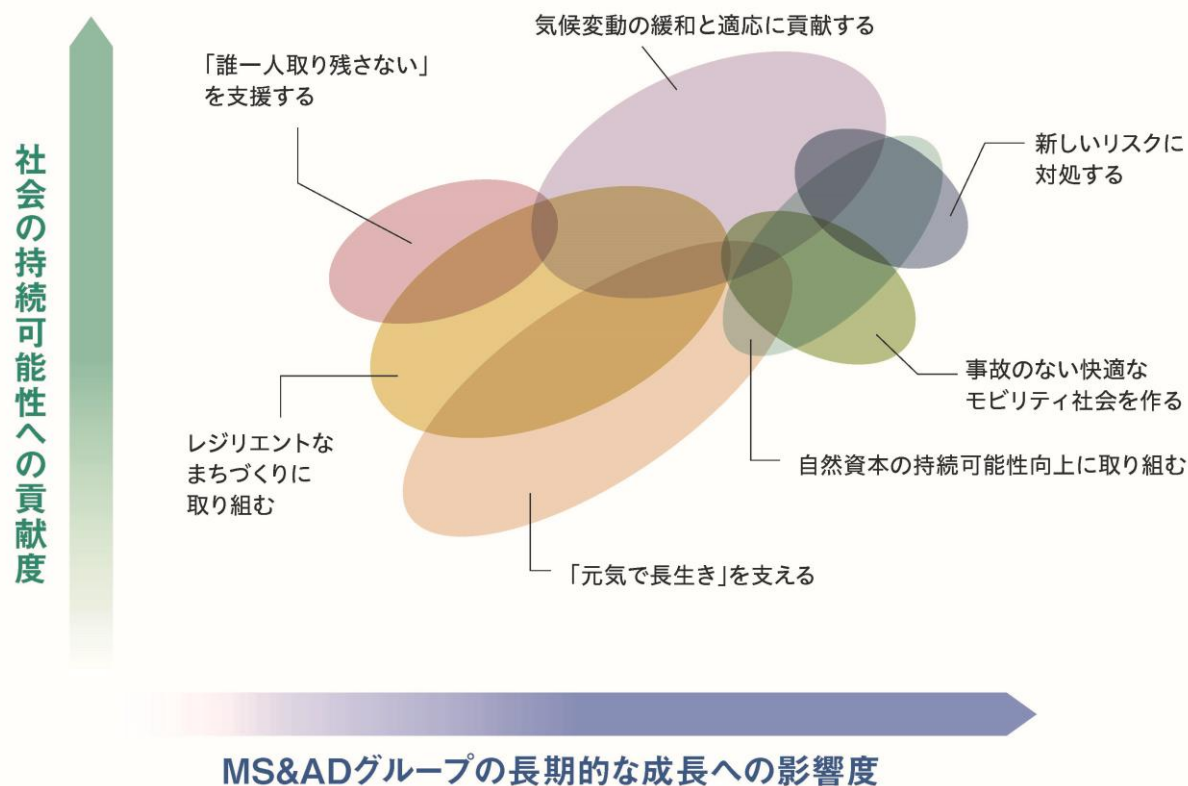 気候変動の緩和と適応に貢献する
「誰一人取り残さない」
を支援する
新しいリスクに
対処する
社会の持続可能性への貢献度
事故のない快適な
モビリティ社会を作る
レジリエントな
まちづくりに
取り組む
自然資本の持続可能性向上に取り組む
「元気で長生き」を支える
MS&ADグループの長期的な成長への影響度